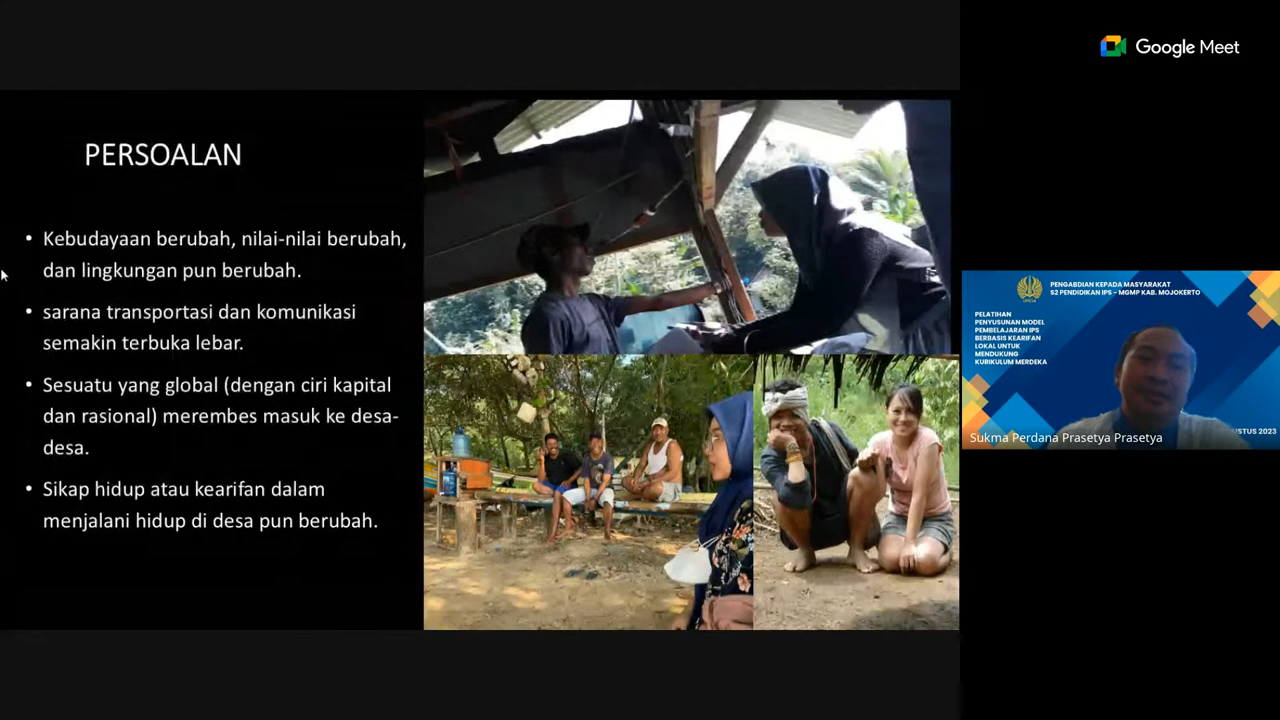 Google Meet
PERSOALAN
• Kebudayaan berubah, nilai-nilai berubah,
dan lingkungan pun berubah.
• sarana transportasi dan komunikasi
semakin terbuka lebar.
• Sesuatu yang global (dengan ciri kapital
dan rasional) merembes masuk ke desa-
desa.
• Sikap hidup atau kearifan dalam
menjalani hidup di desa pun berubah.
PENGABDIAN KEPADA MASYARAKAT
S2 PENDIDIKAN IPS - MGMP KAB. MOJOKERTO
PELATIHAN
PENYUSUNAN MODEL
PEMBELAJARAN IPS
BERBASIS KEARIFAN
LOKAL UNTUK
MENDUKUNG
KURIKULUM MERDEKA
USTUS 2023
Sukma Perdana Prasetya Prasetya